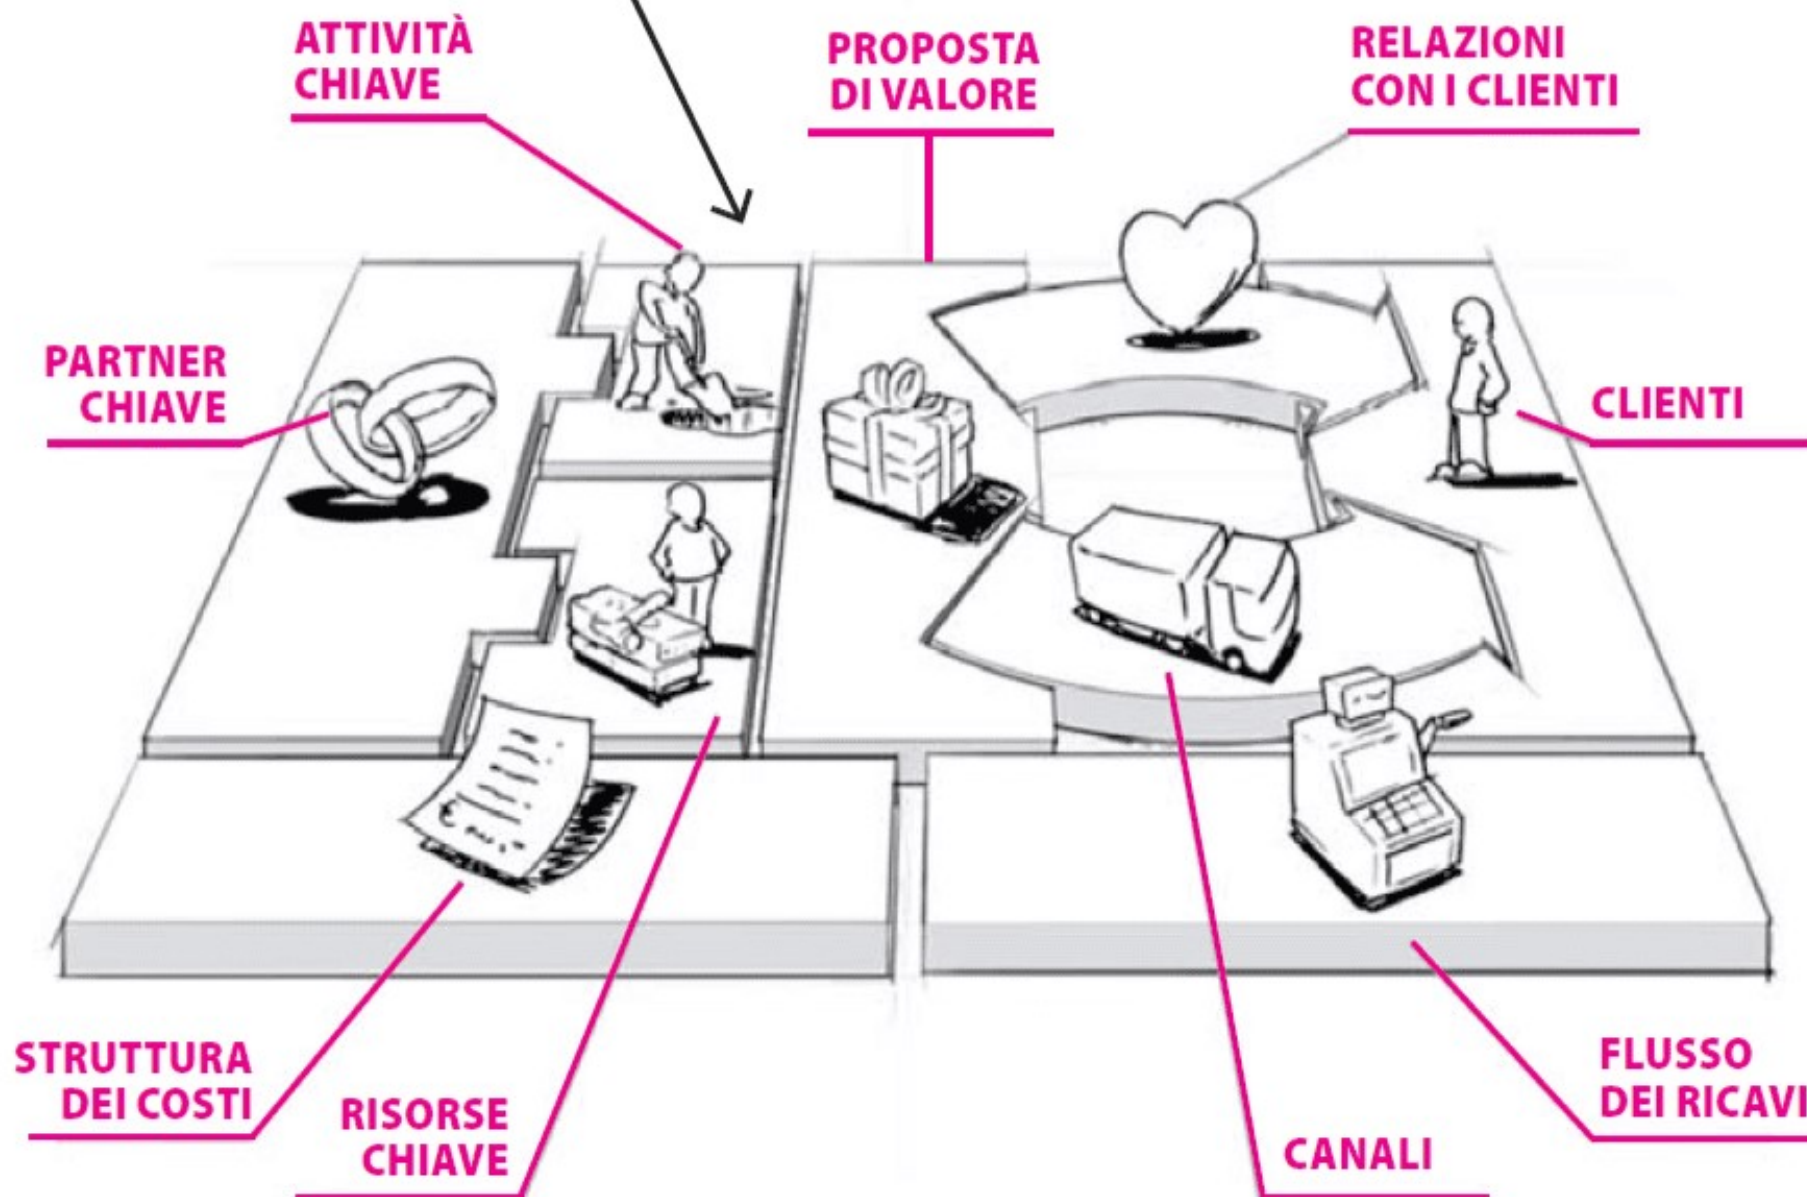 ATTIVITÀ
CHIAVE
PROPOSTA
DI VALORE
RELAZIONI
CON I CLIENTI
PARTNER
CHIAVE
CLIENTI
STRUTTURA
DEI COSTI
RISORSE
CHIAVE
CANALI
FLUSSO
DEI RICAVI
€